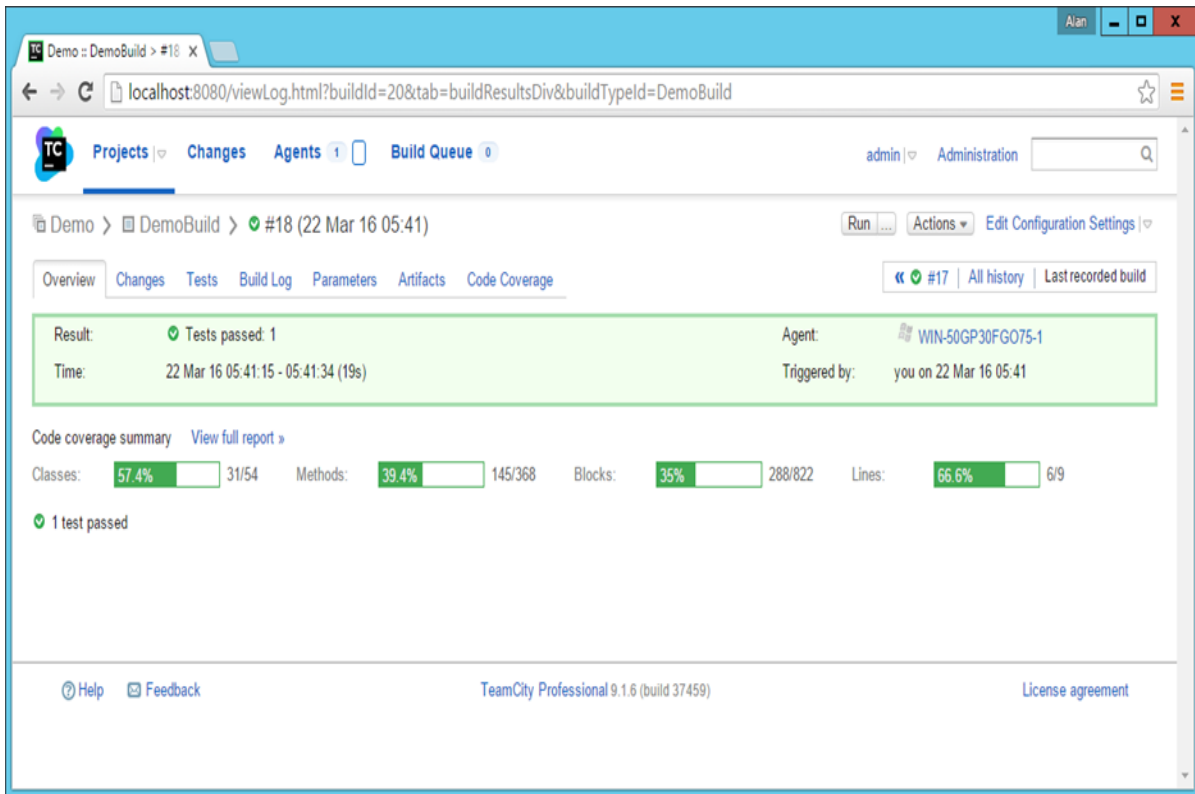 Alan
TC Demo :: DemoBuild > #18 X
localhost:8080/viewLog.html?buildId=20&tab=buildResultsDiv&buildTypeId=DemoBuild
TC Projects Changes Agents 1 Build Queue 0 admin Administration
Demo > DemoBuild > #18 (22 Mar 16 05:41) Run ... Actions Edit Configuration Settings
Overview Changes Tests Build Log Parameters Artifacts Code Coverage « #17 | All history | Last recorded build
Result: Tests passed: 1 Agent: WIN-50GP30FGO75-1
Time: 22 Mar 16 05:41:15 - 05:41:34 (19s) Triggered by: you on 22 Mar 16 05:41
Code coverage summary View full report »
Classes: 57.4% 31/54 Methods: 39.4% 145/368 Blocks: 35% 288/822 Lines: 66.6% 6/9
1 test passed
Help Feedback TeamCity Professional 9.1.6 (build 37459) License agreement